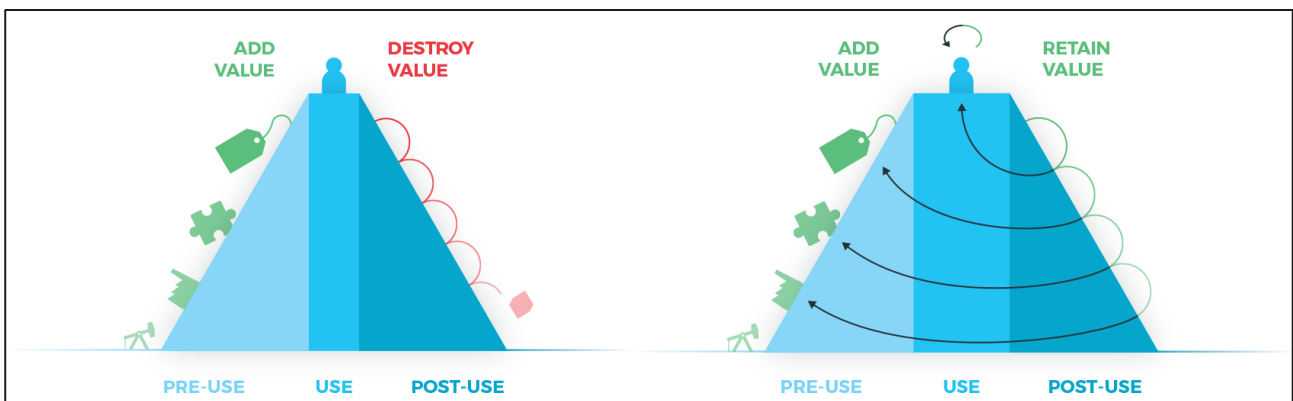 ADD
VALUE
DESTROY
VALUE
PRE-USE
USE
POST-USE
ADD
VALUE
RETAIN
VALUE
PRE-USE
USE
POST-USE